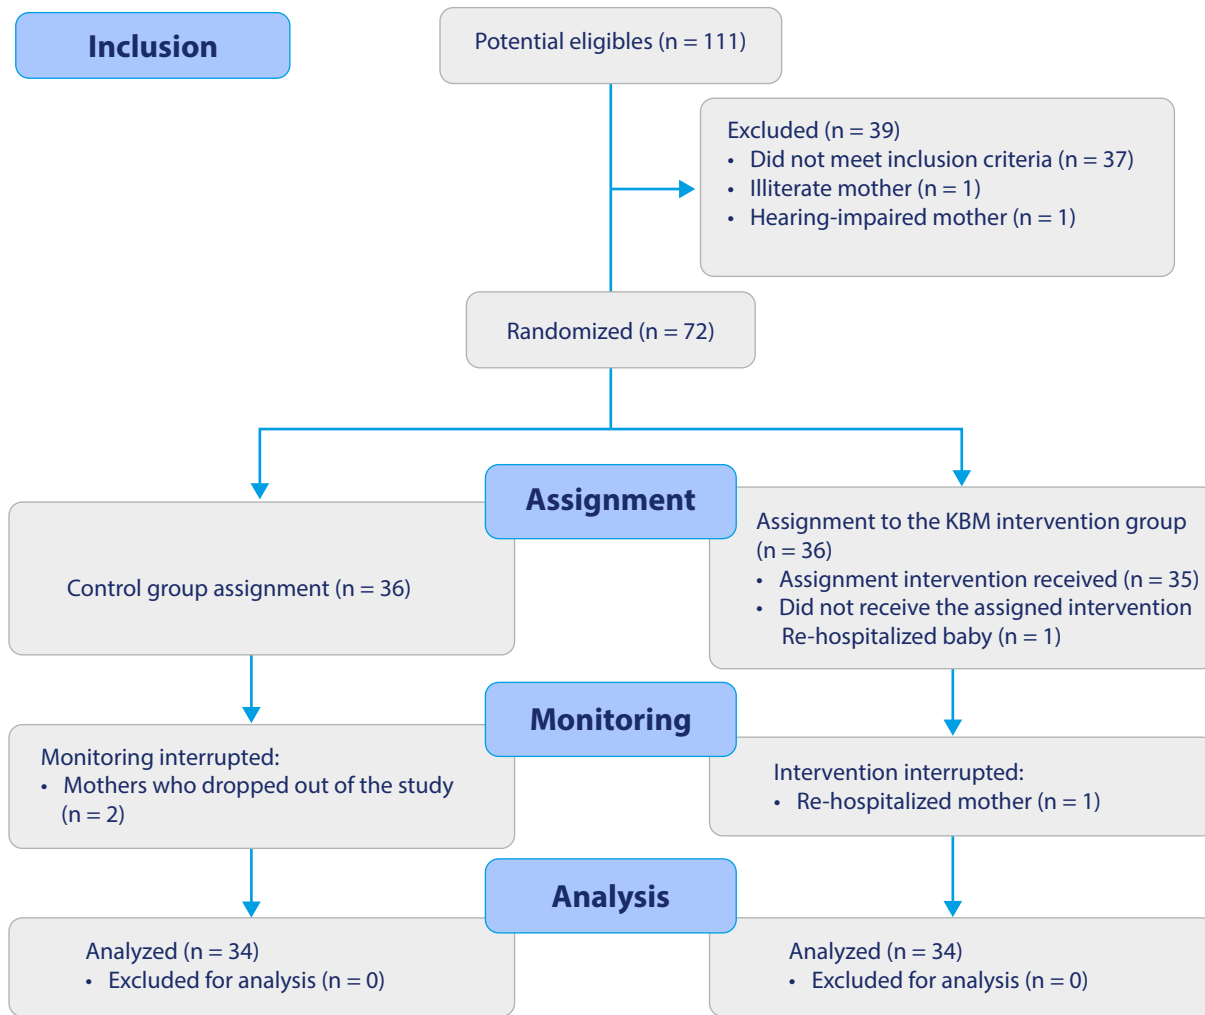 Inclusion
Potential eligibles (n = 111)
Excluded (n = 39)
• Did not meet inclusion criteria (n = 37)
• Illiterate mother (n = 1)
• Hearing-impaired mother (n = 1)
Randomized (n = 72)
Assignment
Control group assignment (n = 36)
Assignment to the KBM intervention group
(n = 36)
• Assignment intervention received (n = 35)
• Did not receive the assigned intervention
Re-hospitalized baby (n = 1)
Monitoring
Monitoring interrupted:
• Mothers who dropped out of the study
(n = 2)
Intervention interrupted:
• Re-hospitalized mother (n = 1)
Analysis
Analyzed (n = 34)
• Excluded for analysis (n = 0)
Analyzed (n = 34)
• Excluded for analysis (n = 0)